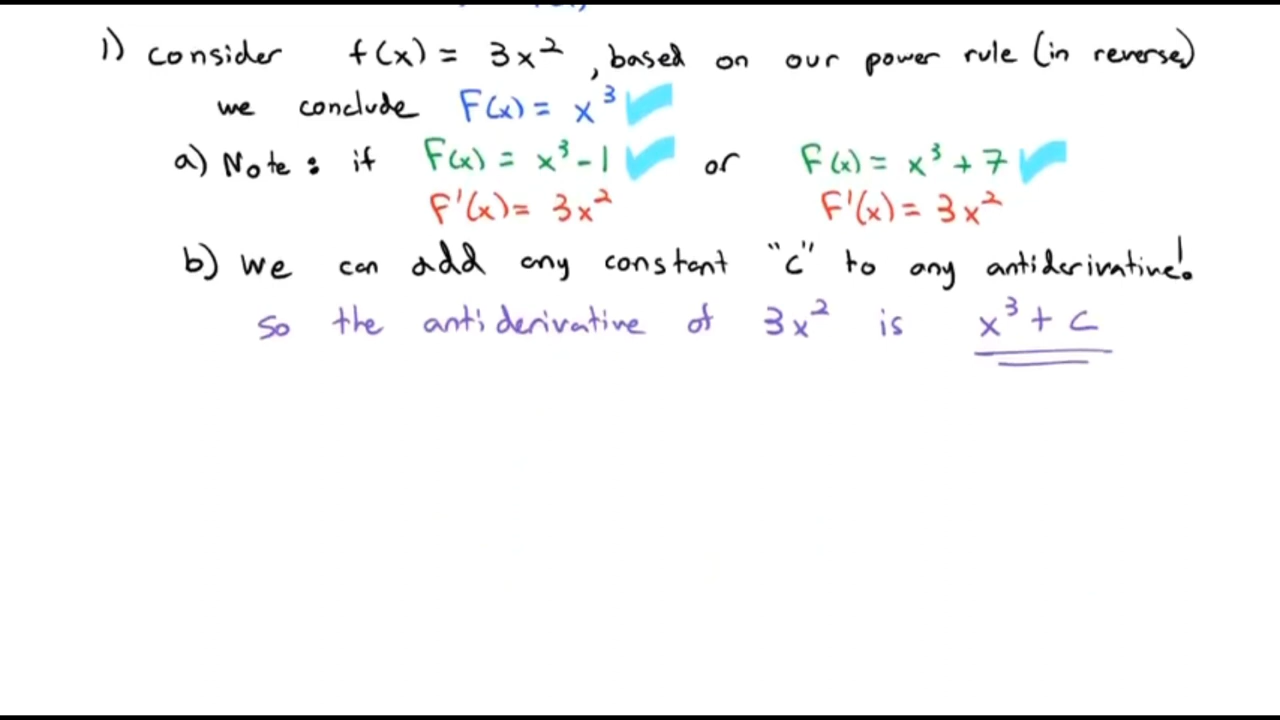 1) consider f(x) = 3x², based on our power rule (in reverse)
we conclude F(x) = x³
a) Note: if F(x) = x³ - 1 or F(x) = x³ + 7
F'(x) = 3x² F'(x) = 3x²
b) we can add any constant "c" to any antiderivative!
So the antiderivative of 3x² is x³ + c